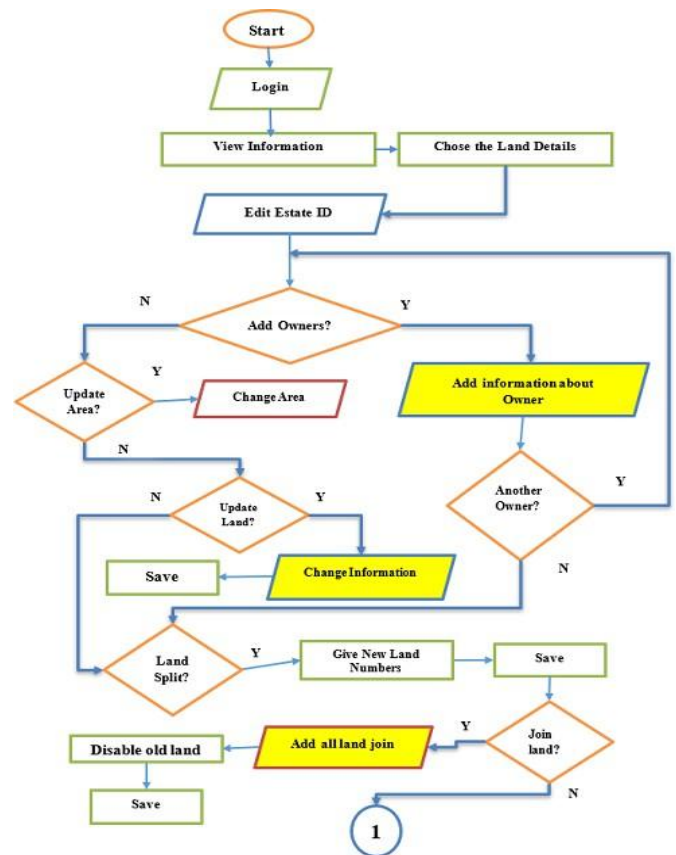 Start
Login
View Information
Chose the Land Details
Edit Estate ID
N
Y
Add Owners?
Update
Area?
Y
Change Area
Add information about
Owner
N
N
Update
Land?
Y
Another
Owner?
Y
Save
Change Information
N
Land
Split?
Y
Give New Land
Numbers
Save
Disable old land
Add all land join
Y
Join
land?
Save
N
1